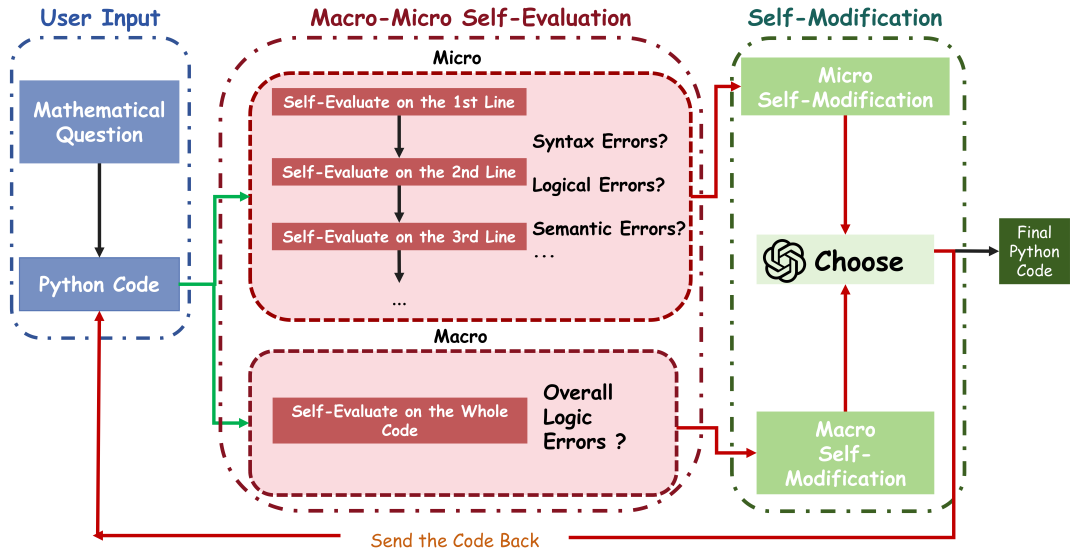 User Input
Mathematical
Question
Python Code
Macro-Micro Self-Evaluation
Micro
Self-Evaluate on the 1st Line
Self-Evaluate on the 2nd Line
Self-Evaluate on the 3rd Line
...
Syntax Errors?
Logical Errors?
Semantic Errors?
...
Macro
Self-Evaluate on the Whole
Code
Overall
Logic
Errors ?
Self-Modification
Micro
Self-Modification
Choose
Macro
Self-
Modification
Final
Python
Code
Send the Code Back